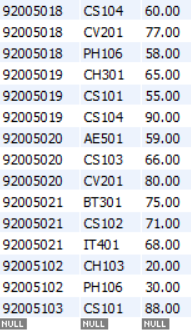 92005018 CS104 60.00
92005018 CV201 77.00
92005018 PH106 58.00
92005019 CH301 65.00
92005019 CS101 55.00
92005019 CS104 90.00
92005020 AE501 59.00
92005020 CS103 66.00
92005020 CV201 80.00
92005021 BT301 75.00
92005021 CS102 71.00
92005021 IT401 68.00
92005102 CH103 20.00
92005102 PH106 30.00
92005103 CS101 88.00
NULL NULL NULL